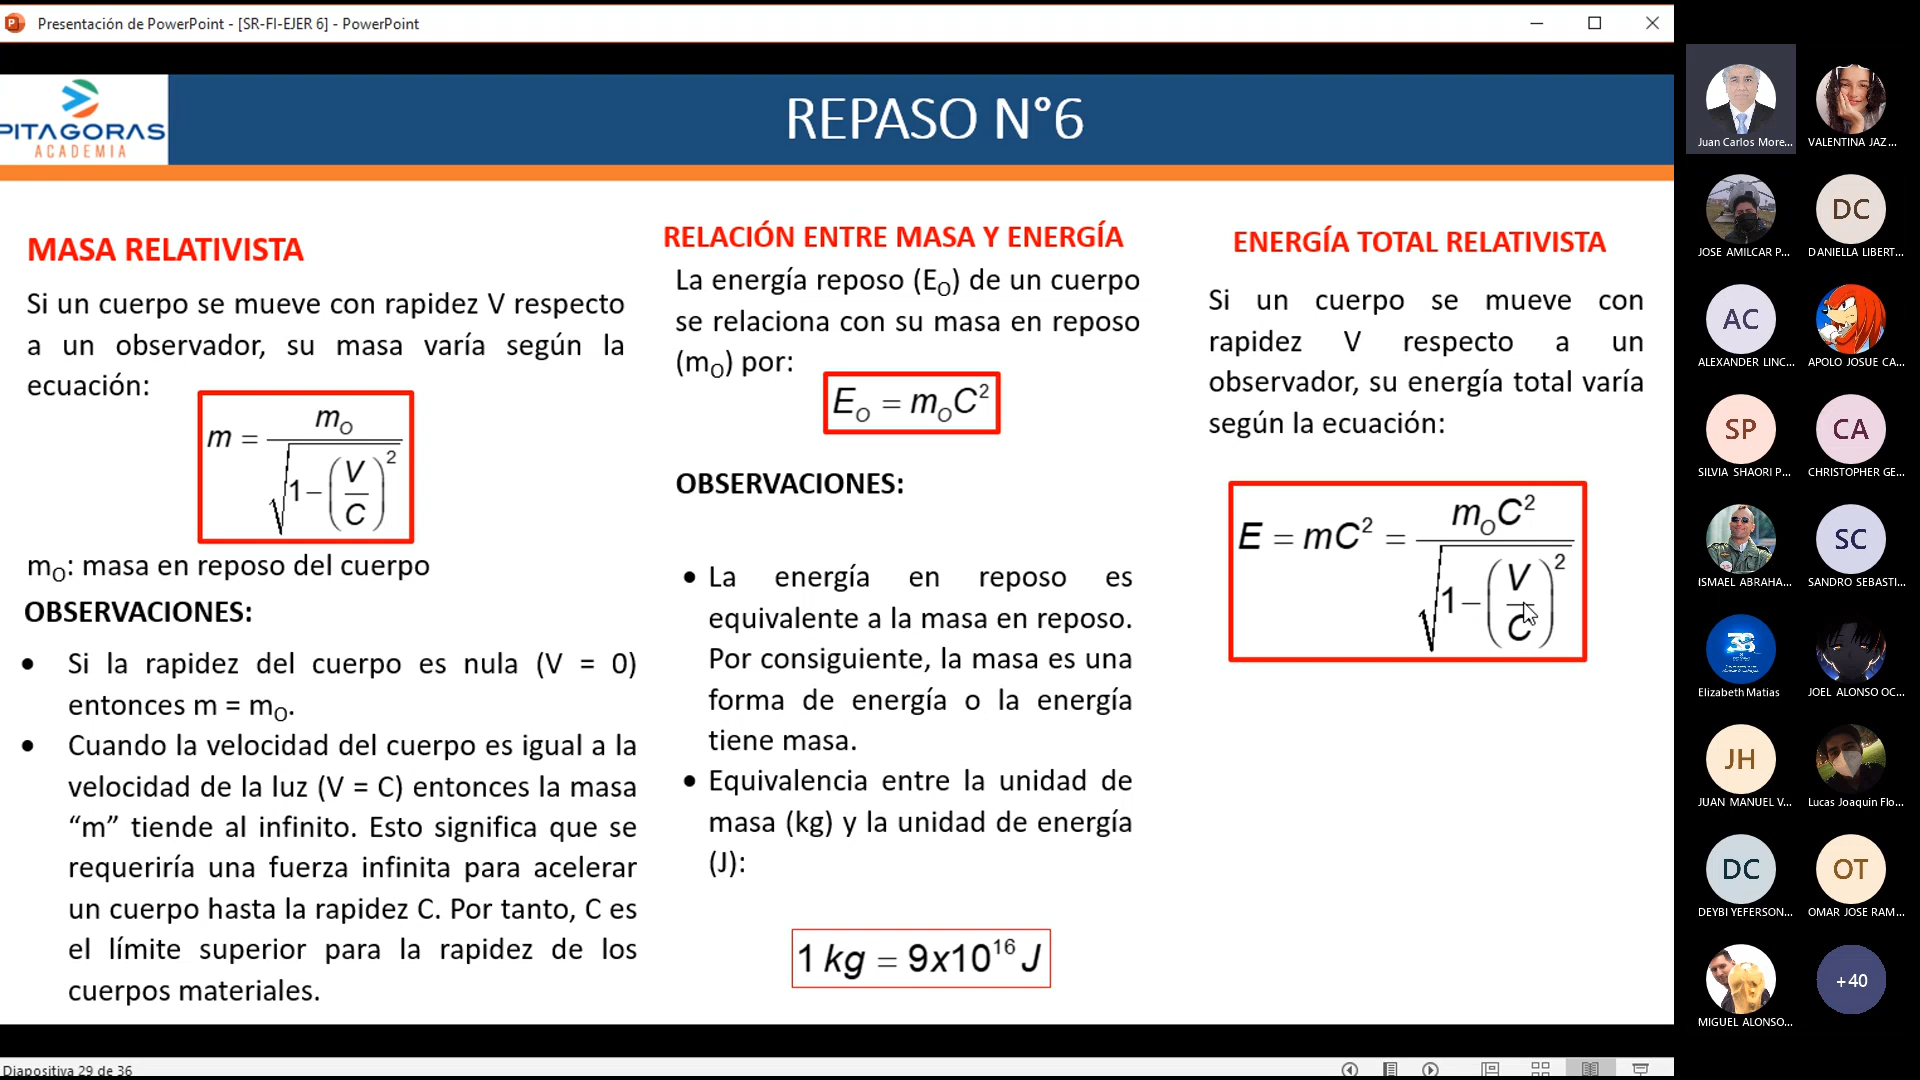 Presentación de PowerPoint - [SR-FI-EJER 6] - PowerPoint
PITAGORAS
ACADEMIA
REPASO N°6
MASA RELATIVISTA
Si un cuerpo se mueve con rapidez V respecto
a un observador, su masa varía según la
ecuación:
m = m_O / √(1 − (V/C)²)
m_O: masa en reposo del cuerpo
OBSERVACIONES:
• Si la rapidez del cuerpo es nula (V = 0)
entonces m = m_O.
• Cuando la velocidad del cuerpo es igual a la
velocidad de la luz (V = C) entonces la masa
“m” tiende al infinito. Esto significa que se
requeriría una fuerza infinita para acelerar
un cuerpo hasta la rapidez C. Por tanto, C es
el límite superior para la rapidez de los
cuerpos materiales.
RELACIÓN ENTRE MASA Y ENERGÍA
La energía reposo (E_O) de un cuerpo
se relaciona con su masa en reposo
(m_O) por:
E_O = m_O C²
OBSERVACIONES:
• La energía en reposo es
equivalente a la masa en reposo.
Por consiguiente, la masa es una
forma de energía o la energía
tiene masa.
• Equivalencia entre la unidad de
masa (kg) y la unidad de energía
(J):
1 kg = 9x10¹⁶ J
ENERGÍA TOTAL RELATIVISTA
Si un cuerpo se mueve con
rapidez V respecto a un
observador, su energía total varía
según la ecuación:
E = mC² = m_O C² / √(1 − (V/C)²)
Juan Carlos More...
VALENTINA JAZ...
JOSE AMILCAR P...
DC
DANIELLA LIBERT...
AC
ALEXANDER LINC...
APOLO JOSUE CA...
SP
SILVIA SHAORI P...
CA
CHRISTOPHER GE...
ISMAEL ABRAHA...
SC
SANDRO SEBASTI...
Elizabeth Matias
JOEL ALONSO OC...
JH
JUAN MANUEL V...
Lucas Joaquin Flo...
DC
DEYBI YEFERSON...
OT
OMAR JOSE RAM...
MIGUEL ALONSO...
+40
Diapositiva 29 de 36